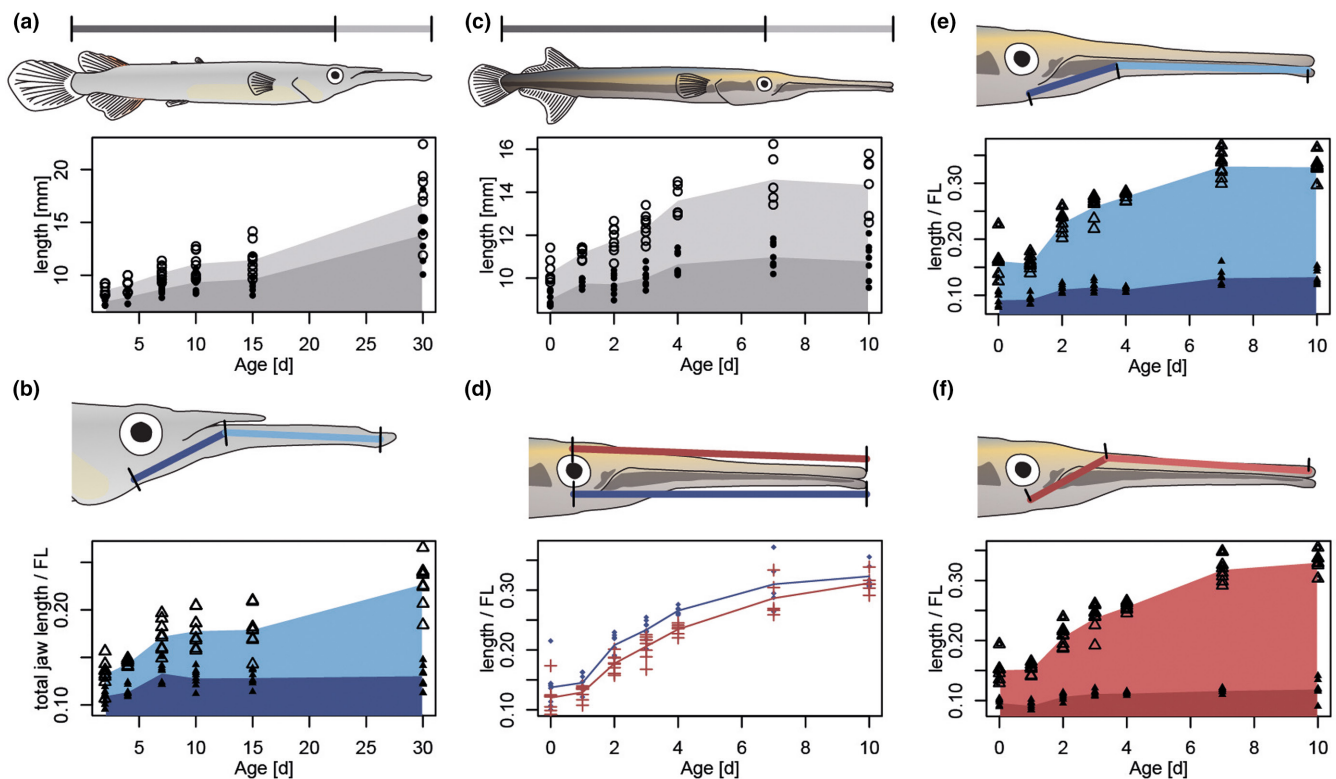 (a)
length [mm]
20
15
10
5 10 15 20 25 30
Age [d]
(c)
length [mm]
16
14
12
10
0 2 4 6 8 10
Age [d]
(e)
length / FL
0.30
0.20
0.10
0 2 4 6 8 10
Age [d]
(b)
total jaw length / FL
0.20
0.10
5 10 15 20 25 30
Age [d]
(d)
length / FL
0.30
0.20
0.10
0 2 4 6 8 10
Age [d]
(f)
length / FL
0.30
0.20
0.10
0 2 4 6 8 10
Age [d]